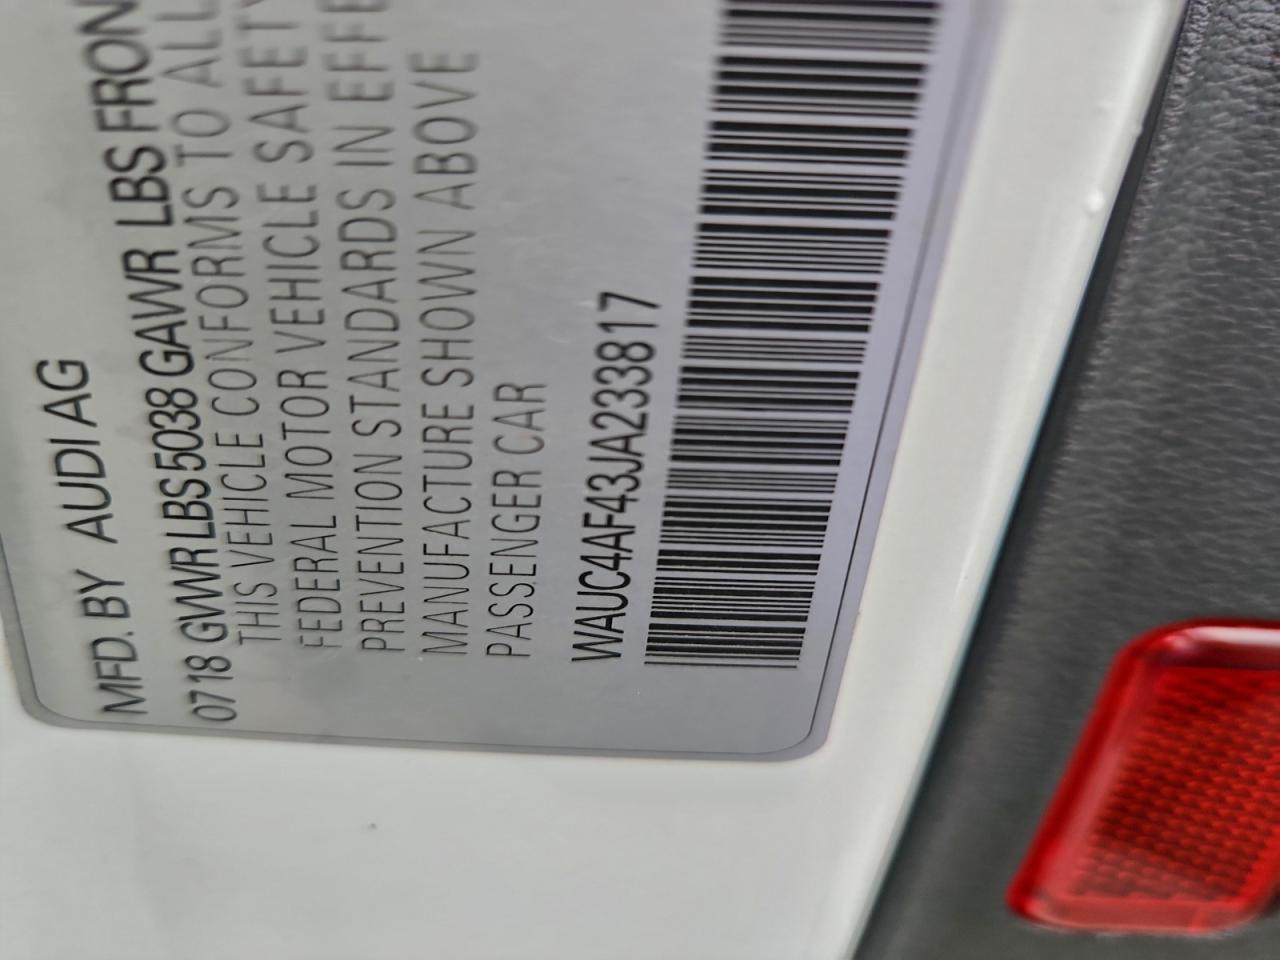 MFD. BY AUDI AG
0718 GVWR LBS 5038 GAWR LBS FRON
THIS VEHICLE CONFORMS TO ALL
FEDERAL MOTOR VEHICLE SAFETY
PREVENTION STANDARDS IN EFFE
MANUFACTURE SHOWN ABOVE
PASSENGER CAR
WAUC4AF43JA233817